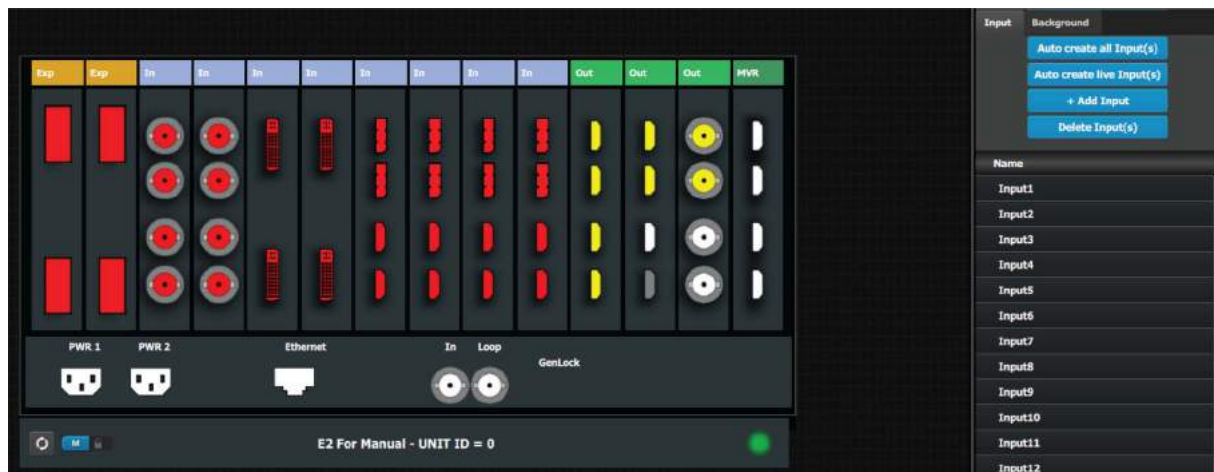 Input Background
Auto create all Input(s)
Auto create live Input(s)
+ Add Input
Delete Input(s)
Exp Exp In In In In In In In In Out Out Out MVR
Name
Input1
Input2
Input3
Input4
Input5
Input6
Input7
Input8
Input9
Input10
Input11
Input12
PWR 1 PWR 2 Ethernet In Loop
GenLock
M E2 For Manual - UNIT ID = 0